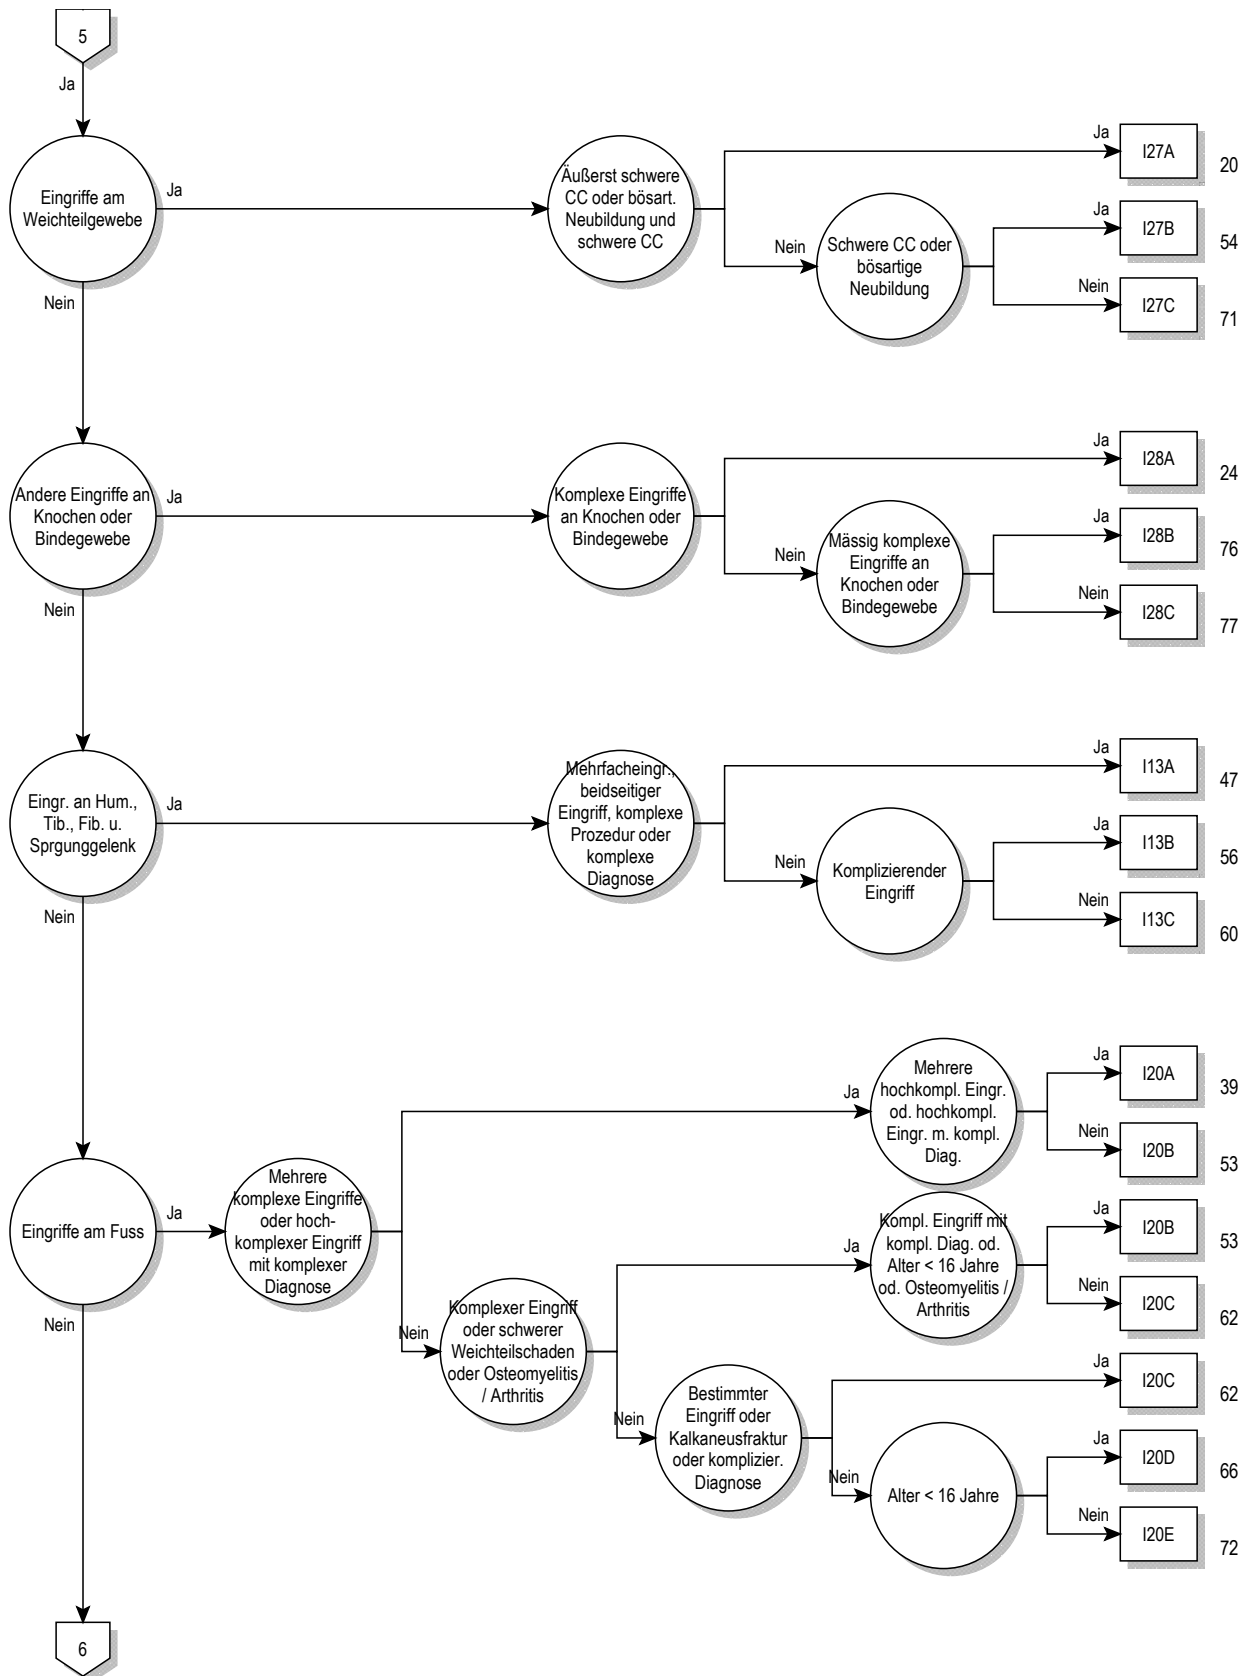 5
Ja
Eingriffe am
Weichteilgewebe
Ja
Äußerst schwere
CC oder bösart.
Neubildung und
schwere CC
Ja
I27A
20
Nein
Schwere CC oder
bösartige
Neubildung
Ja
I27B
54
Nein
I27C
71
Nein
Andere Eingriffe an
Knochen oder
Bindegewebe
Ja
Komplexe Eingriffe
an Knochen oder
Bindegewebe
Ja
I28A
24
Nein
Mässig komplexe
Eingriffe an
Knochen oder
Bindegewebe
Ja
I28B
76
Nein
I28C
77
Nein
Eingr. an Hum.,
Tib., Fib. u.
Sprgunggelenk
Ja
Mehrfacheingr.,
beidseitiger
Eingriff, komplexe
Prozedur oder
komplexe
Diagnose
Ja
I13A
47
Nein
Komplizierender
Eingriff
Ja
I13B
56
Nein
I13C
60
Nein
Eingriffe am Fuss
Ja
Mehrere
komplexe Eingriffe
oder hoch-
komplexer Eingriff
mit komplexer
Diagnose
Ja
Mehrere
hochkompl. Eingr.
od. hochkompl.
Eingr. m. kompl.
Diag.
Ja
I20A
39
Nein
I20B
53
Nein
Komplexer Eingriff
oder schwerer
Weichteilschaden
oder Osteomyelitis
/ Arthritis
Ja
Kompl. Eingriff mit
kompl. Diag. od.
Alter < 16 Jahre
od. Osteomyelitis /
Arthritis
Ja
I20B
53
Nein
I20C
62
Nein
Bestimmter
Eingriff oder
Kalkaneusfraktur
oder komplizier.
Diagnose
Ja
I20C
62
Nein
Alter < 16 Jahre
Ja
I20D
66
Nein
I20E
72
Nein
6